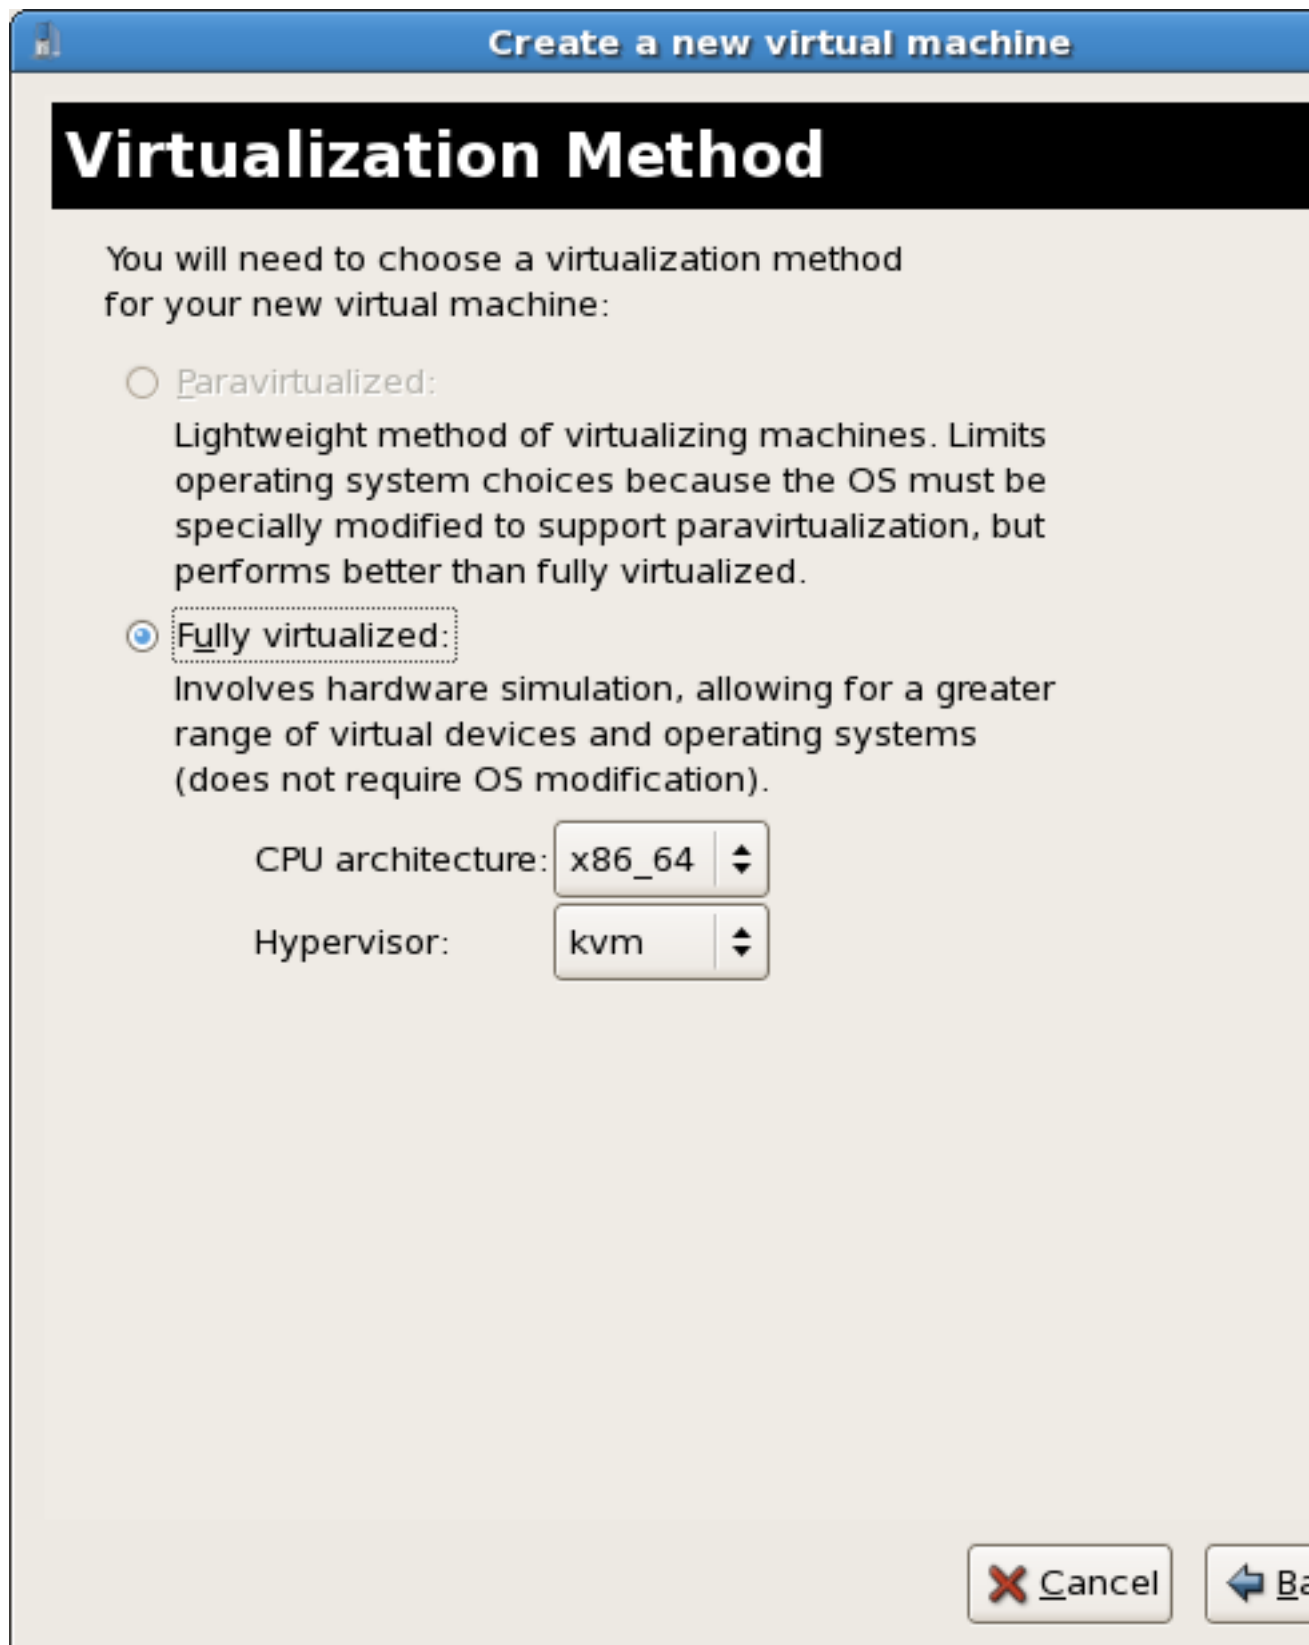 Create a new virtual machine
Virtualization Method
You will need to choose a virtualization method
for your new virtual machine:
Paravirtualized:
Lightweight method of virtualizing machines. Limits
operating system choices because the OS must be
specially modified to support paravirtualization, but
performs better than fully virtualized.
Fully virtualized:
Involves hardware simulation, allowing for a greater
range of virtual devices and operating systems
(does not require OS modification).
CPU architecture: x86_64
Hypervisor: kvm
Cancel